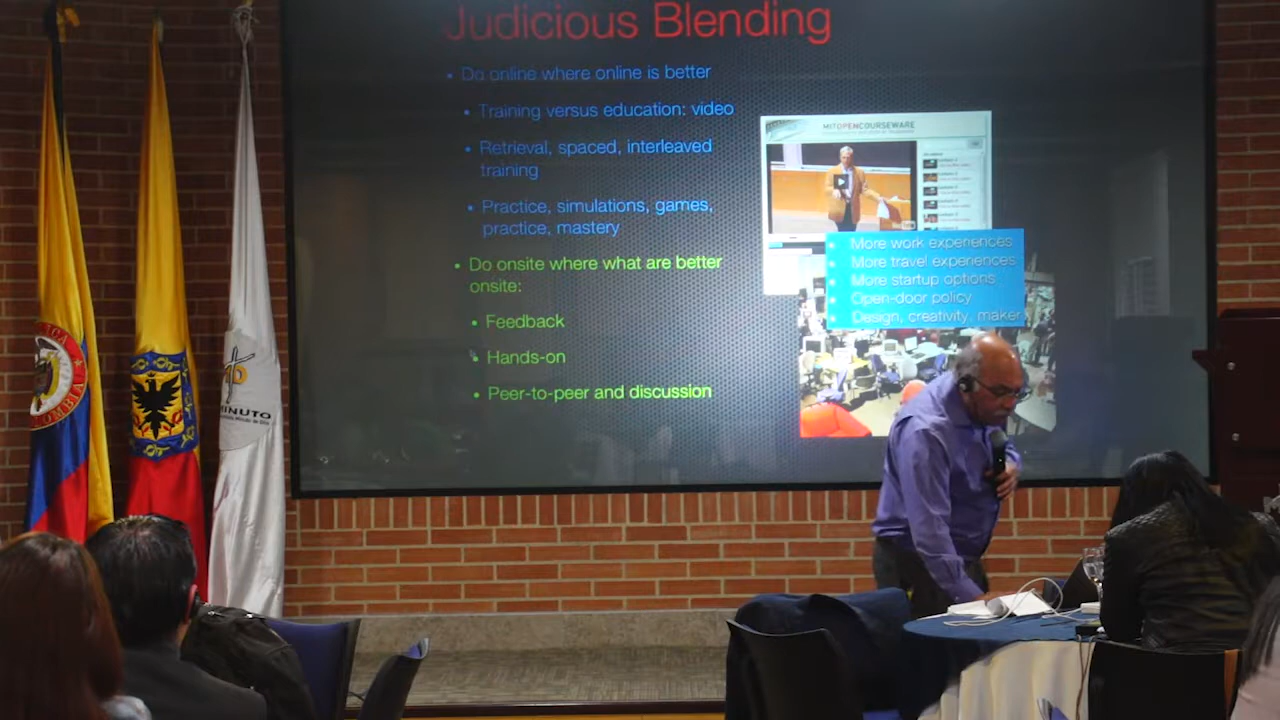 Judicious Blending
• Do online where online is better
• Training versus education: video
• Retrieval, spaced, interleaved
training
• Practice, simulations, games,
practice, mastery
• Do onsite where what are better
onsite:
• Feedback
• Hands-on
• Peer-to-peer and discussion
MITOPENCOURSEWARE
• More work experiences
• More travel experiences
• More startup options
• Open-door policy
• Design, creativity, maker
MINUTO